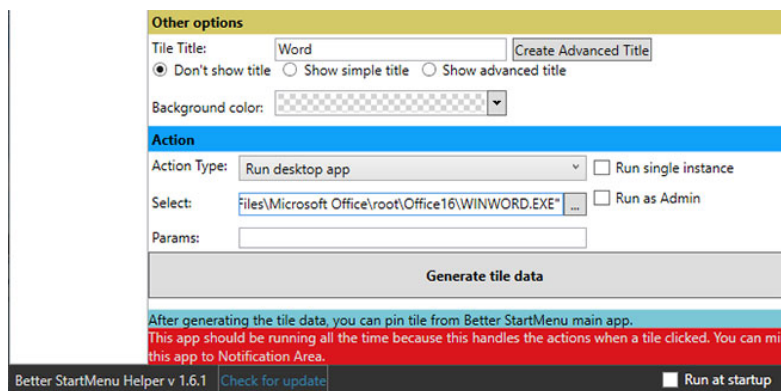 Other options
Tile Title: Word Create Advanced Title
Don't show title Show simple title Show advanced title
Background color:
Action
Action Type: Run desktop app Run single instance
Select: Files\Microsoft Office\root\Office16\WINWORD.EXE" ... Run as Admin
Params:
Generate tile data
After generating the tile data, you can pin tile from Better StartMenu main app.
This app should be running all the time because this handles the actions when a tile clicked. You can mi
this app to Notification Area.
Better StartMenu Helper v 1.6.1 Check for update Run at startup